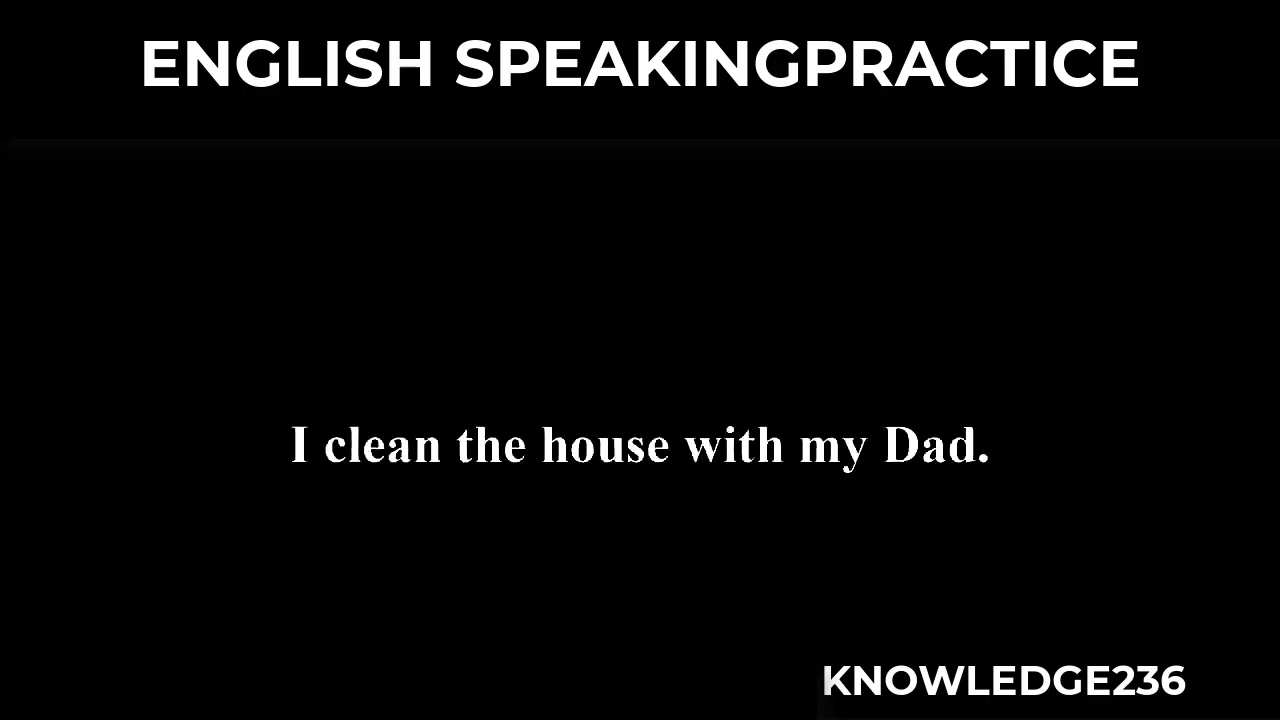 ENGLISH SPEAKINGPRACTICE
I clean the house with my Dad.
KNOWLEDGE236